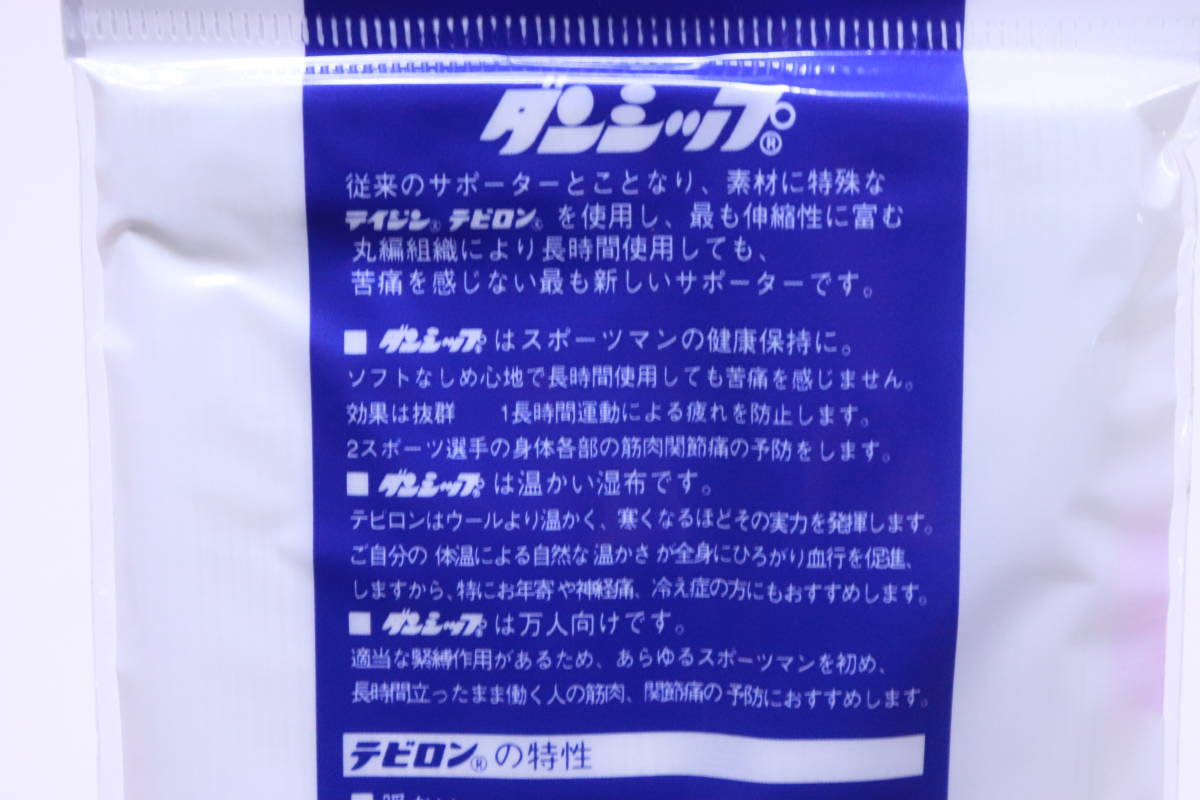 ダンシップ®
従来のサポーターとことなり、素材に特殊な
テイジン® テビロン® を使用し、最も伸縮性に富む
丸編組織により長時間使用しても、
苦痛を感じない最も新しいサポーターです。
■ ダンシップ®はスポーツマンの健康保持に。
ソフトなしめ心地で長時間使用しても苦痛を感じません。
効果は抜群 1長時間運動による疲れを防止します。
2スポーツ選手の身体各部の筋肉関節痛の予防をします。
■ ダンシップ®は温かい湿布です。
テビロンはウールより温かく、寒くなるほどその実力を発揮します。
ご自分の 体温による自然な 温かさ が全身にひろがり血行を促進、
しますから、特にお年寄や神経痛、冷え症の方にもおすすめします。
■ ダンシップ®は万人向けです。
適当な緊縛作用があるため、あらゆるスポーツマンを初め、
長時間立ったまま働く人の筋肉、関節痛の予防におすすめします。
テビロン®の特性